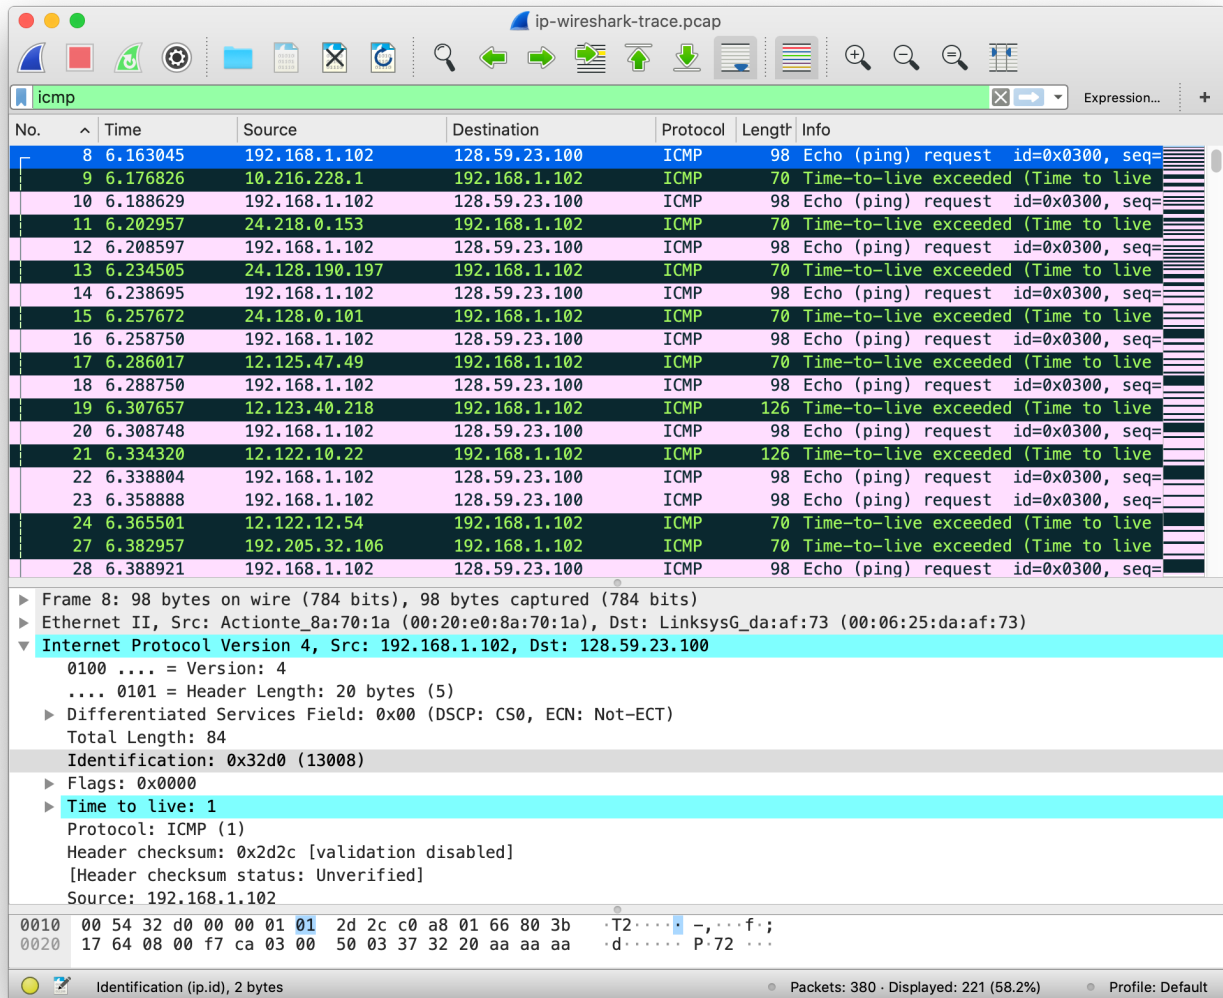 ip-wireshark-trace.pcap
icmp Expression... +
No. Time Source Destination Protocol Length Info
8 6.163045 192.168.1.102 128.59.23.100 ICMP 98 Echo (ping) request id=0x0300, seq=
9 6.176826 10.216.228.1 192.168.1.102 ICMP 70 Time-to-live exceeded (Time to live
10 6.188629 192.168.1.102 128.59.23.100 ICMP 98 Echo (ping) request id=0x0300, seq=
11 6.202957 24.218.0.153 192.168.1.102 ICMP 70 Time-to-live exceeded (Time to live
12 6.208597 192.168.1.102 128.59.23.100 ICMP 98 Echo (ping) request id=0x0300, seq=
13 6.234505 24.128.190.197 192.168.1.102 ICMP 70 Time-to-live exceeded (Time to live
14 6.238695 192.168.1.102 128.59.23.100 ICMP 98 Echo (ping) request id=0x0300, seq=
15 6.257672 24.128.0.101 192.168.1.102 ICMP 70 Time-to-live exceeded (Time to live
16 6.258750 192.168.1.102 128.59.23.100 ICMP 98 Echo (ping) request id=0x0300, seq=
17 6.286017 12.125.47.49 192.168.1.102 ICMP 70 Time-to-live exceeded (Time to live
18 6.288750 192.168.1.102 128.59.23.100 ICMP 98 Echo (ping) request id=0x0300, seq=
19 6.307657 12.123.40.218 192.168.1.102 ICMP 126 Time-to-live exceeded (Time to live
20 6.308748 192.168.1.102 128.59.23.100 ICMP 98 Echo (ping) request id=0x0300, seq=
21 6.334320 12.122.10.22 192.168.1.102 ICMP 126 Time-to-live exceeded (Time to live
22 6.338804 192.168.1.102 128.59.23.100 ICMP 98 Echo (ping) request id=0x0300, seq=
23 6.358888 192.168.1.102 128.59.23.100 ICMP 98 Echo (ping) request id=0x0300, seq=
24 6.365501 12.122.12.54 192.168.1.102 ICMP 70 Time-to-live exceeded (Time to live
27 6.382957 192.205.32.106 192.168.1.102 ICMP 70 Time-to-live exceeded (Time to live
28 6.388921 192.168.1.102 128.59.23.100 ICMP 98 Echo (ping) request id=0x0300, seq=
Frame 8: 98 bytes on wire (784 bits), 98 bytes captured (784 bits)
Ethernet II, Src: Actionte_8a:70:1a (00:20:e0:8a:70:1a), Dst: LinksysG_da:af:73 (00:06:25:da:af:73)
Internet Protocol Version 4, Src: 192.168.1.102, Dst: 128.59.23.100
0100 .... = Version: 4
.... 0101 = Header Length: 20 bytes (5)
Differentiated Services Field: 0x00 (DSCP: CS0, ECN: Not-ECT)
Total Length: 84
Identification: 0x32d0 (13008)
Flags: 0x0000
Time to live: 1
Protocol: ICMP (1)
Header checksum: 0x2d2c [validation disabled]
[Header checksum status: Unverified]
Source: 192.168.1.102
0010 00 54 32 d0 00 00 01 01 2d 2c c0 a8 01 66 80 3b ·T2····· -,···f·;
0020 17 64 08 00 f7 ca 03 00 50 03 37 32 20 aa aa aa ·d······ P·72 ···
Identification (ip.id), 2 bytes Packets: 380 · Displayed: 221 (58.2%) Profile: Default